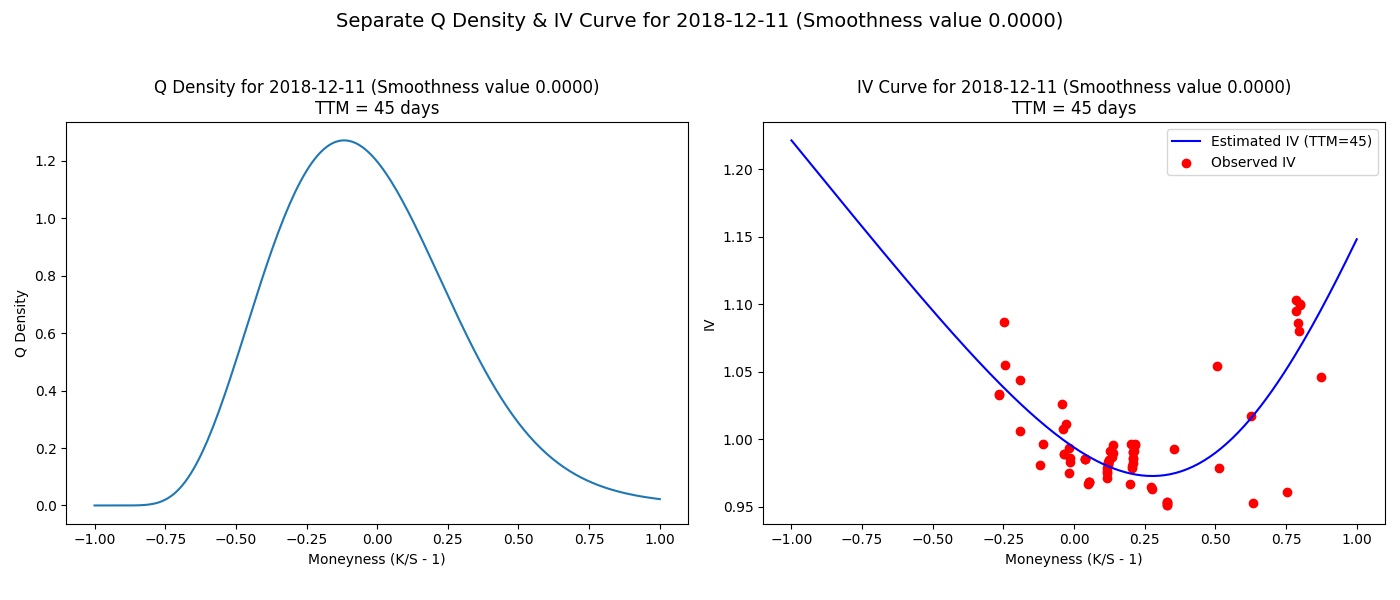 Separate Q Density & IV Curve for 2018-12-11 (Smoothness value 0.0000)
Q Density for 2018-12-11 (Smoothness value 0.0000)
TTM = 45 days
1.2
1.0
0.8
0.6
0.4
0.2
0.0
Q Density
−1.00 −0.75 −0.50 −0.25 0.00 0.25 0.50 0.75 1.00
Moneyness (K/S - 1)
IV Curve for 2018-12-11 (Smoothness value 0.0000)
TTM = 45 days
Estimated IV (TTM=45)
Observed IV
1.20
1.15
1.10
1.05
1.00
0.95
IV
−1.00 −0.75 −0.50 −0.25 0.00 0.25 0.50 0.75 1.00
Moneyness (K/S - 1)